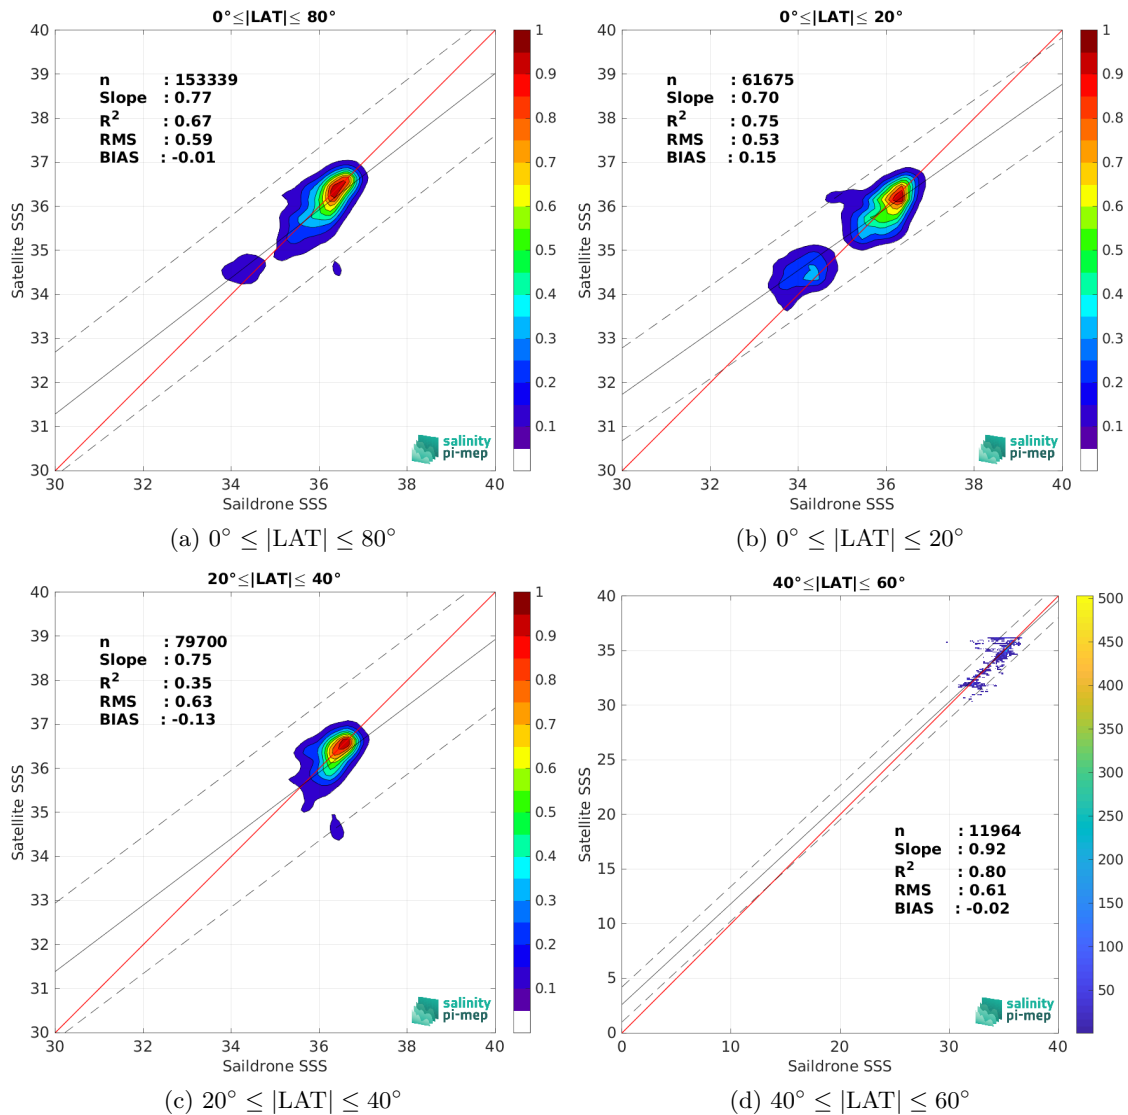 0°≤|LAT|≤ 80°
n : 153339
Slope : 0.77
R² : 0.67
RMS : 0.59
BIAS : -0.01
40
39
38
37
36
35
34
33
32
31
30
Satellite SSS
30 32 34 36 38 40
Saildrone SSS
1
0.9
0.8
0.7
0.6
0.5
0.4
0.3
0.2
0.1
salinity
pi-mep
(a) 0° ≤ |LAT| ≤ 80°
0°≤|LAT|≤ 20°
n : 61675
Slope : 0.70
R² : 0.75
RMS : 0.53
BIAS : 0.15
40
39
38
37
36
35
34
33
32
31
30
Satellite SSS
30 32 34 36 38 40
Saildrone SSS
1
0.9
0.8
0.7
0.6
0.5
0.4
0.3
0.2
0.1
salinity
pi-mep
(b) 0° ≤ |LAT| ≤ 20°
20°≤|LAT|≤ 40°
n : 79700
Slope : 0.75
R² : 0.35
RMS : 0.63
BIAS : -0.13
40
39
38
37
36
35
34
33
32
31
30
Satellite SSS
30 32 34 36 38 40
Saildrone SSS
1
0.9
0.8
0.7
0.6
0.5
0.4
0.3
0.2
0.1
salinity
pi-mep
(c) 20° ≤ |LAT| ≤ 40°
40°≤|LAT|≤ 60°
n : 11964
Slope : 0.92
R² : 0.80
RMS : 0.61
BIAS : -0.02
40
35
30
25
20
15
10
5
0
Satellite SSS
0 10 20 30 40
Saildrone SSS
500
450
400
350
300
250
200
150
100
50
salinity
pi-mep
(d) 40° ≤ |LAT| ≤ 60°